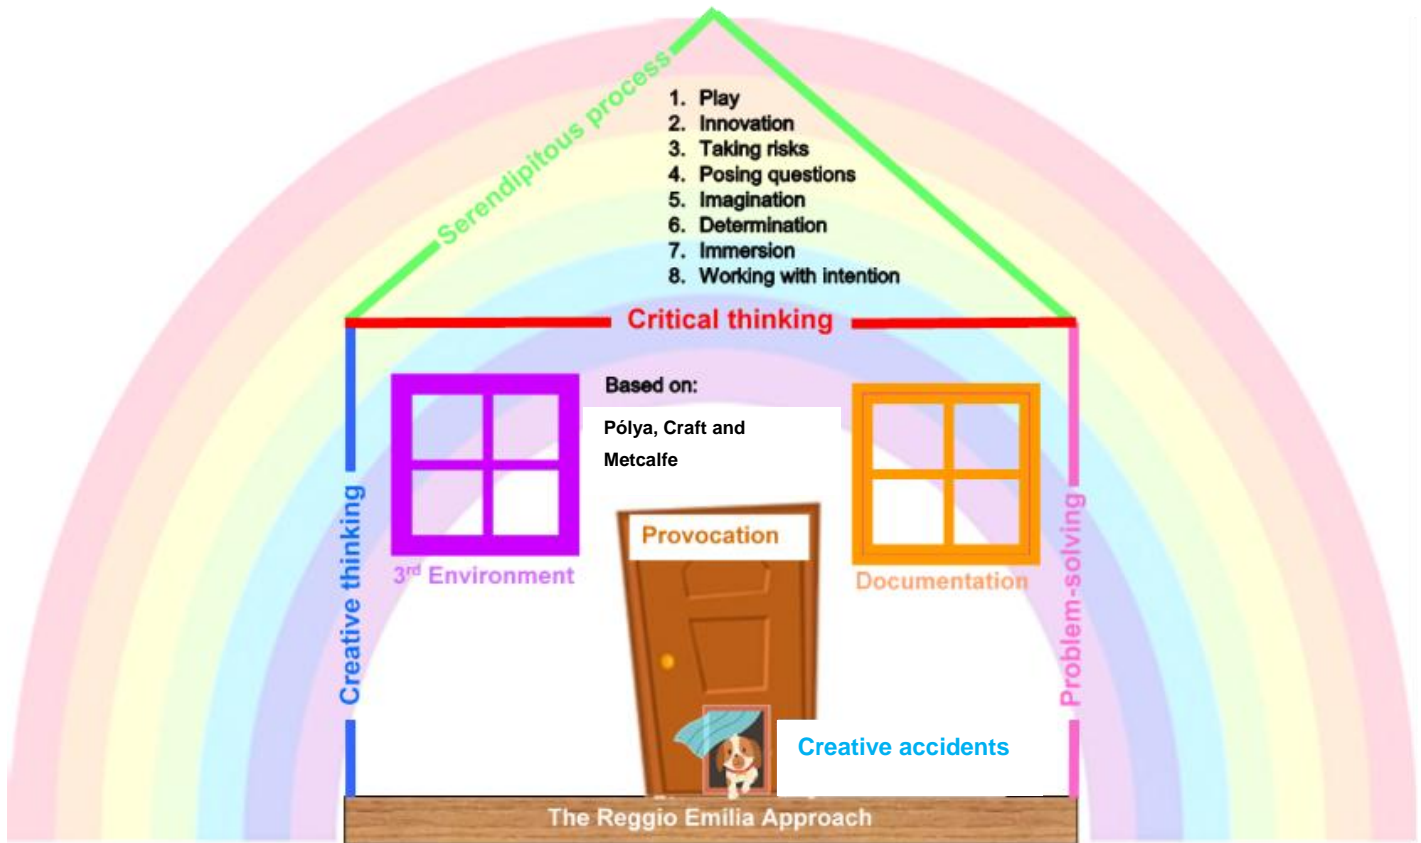 Serendipitous process
1. Play
2. Innovation
3. Taking risks
4. Posing questions
5. Imagination
6. Determination
7. Immersion
8. Working with intention
Critical thinking
Based on:
Pólya, Craft and
Metcalfe
Creative thinking
3rd Environment
Provocation
Documentation
Problem-solving
Creative accidents
The Reggio Emilia Approach